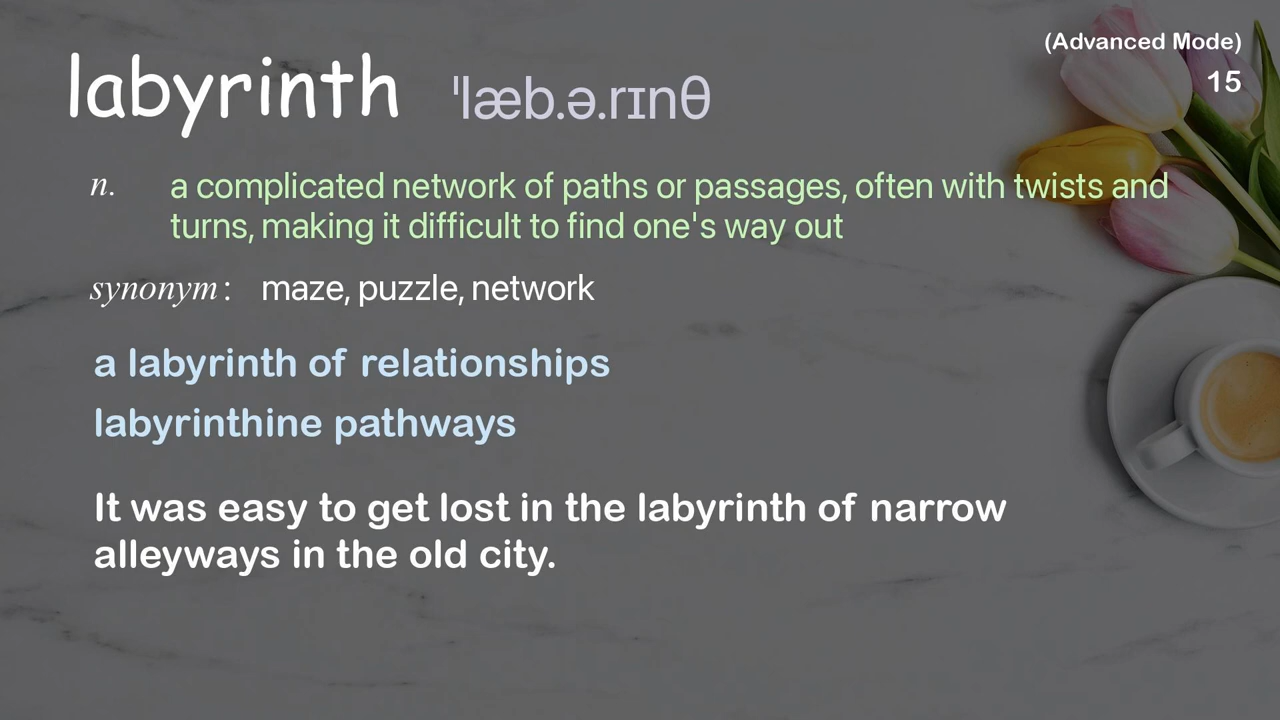 (Advanced Mode)
15
labyrinth ˈlæb.ə.rɪnθ
n. a complicated network of paths or passages, often with twists and
turns, making it difficult to find one's way out
synonym : maze, puzzle, network
a labyrinth of relationships
labyrinthine pathways
It was easy to get lost in the labyrinth of narrow
alleyways in the old city.